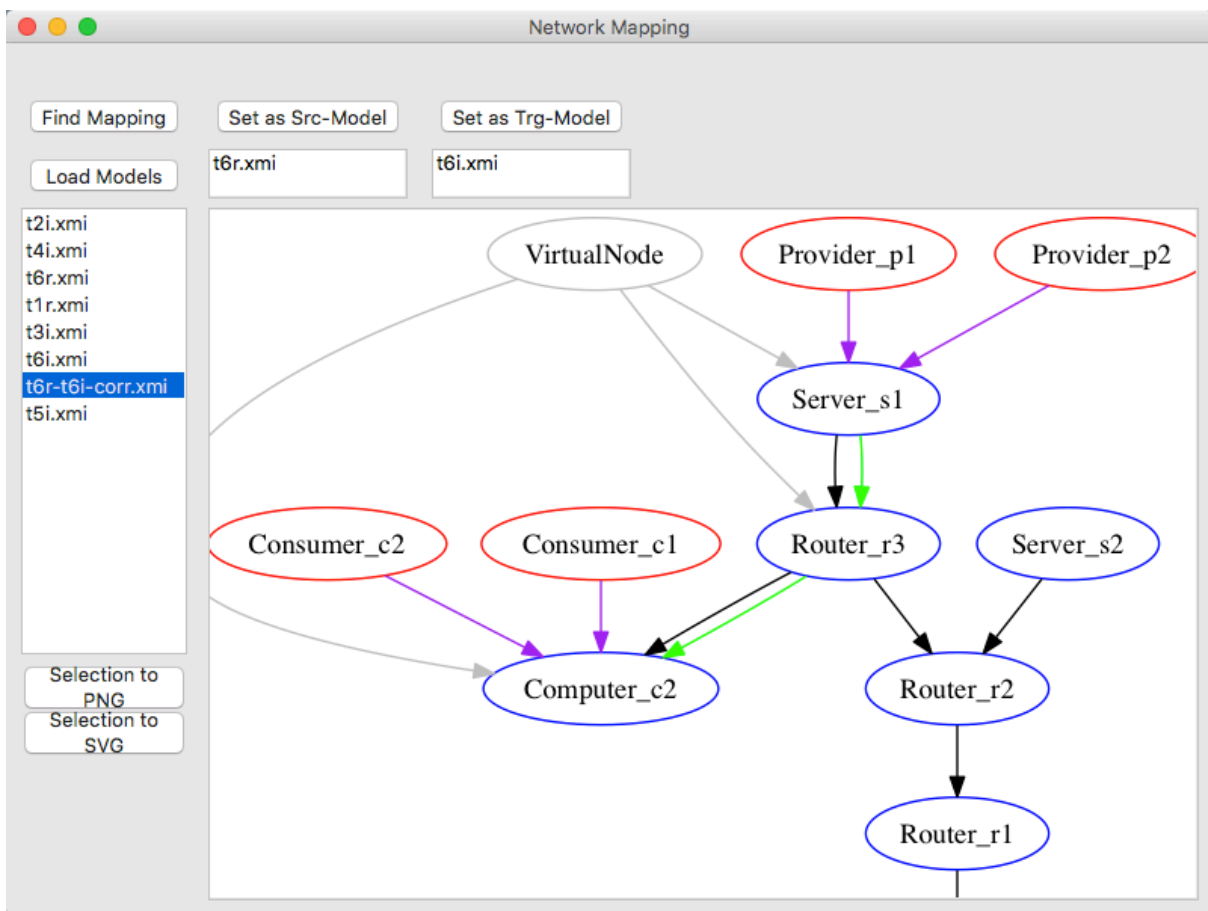 Network Mapping
Find Mapping
Set as Src-Model
Set as Trg-Model
Load Models
t6r.xmi
t6i.xmi
t2i.xmi
t4i.xmi
t6r.xmi
t1r.xmi
t3i.xmi
t6i.xmi
t6r-t6i-corr.xmi
t5i.xmi
Selection to
PNG
Selection to
SVG
VirtualNode
Provider_p1
Provider_p2
Server_s1
Consumer_c2
Consumer_c1
Router_r3
Server_s2
Computer_c2
Router_r2
Router_r1